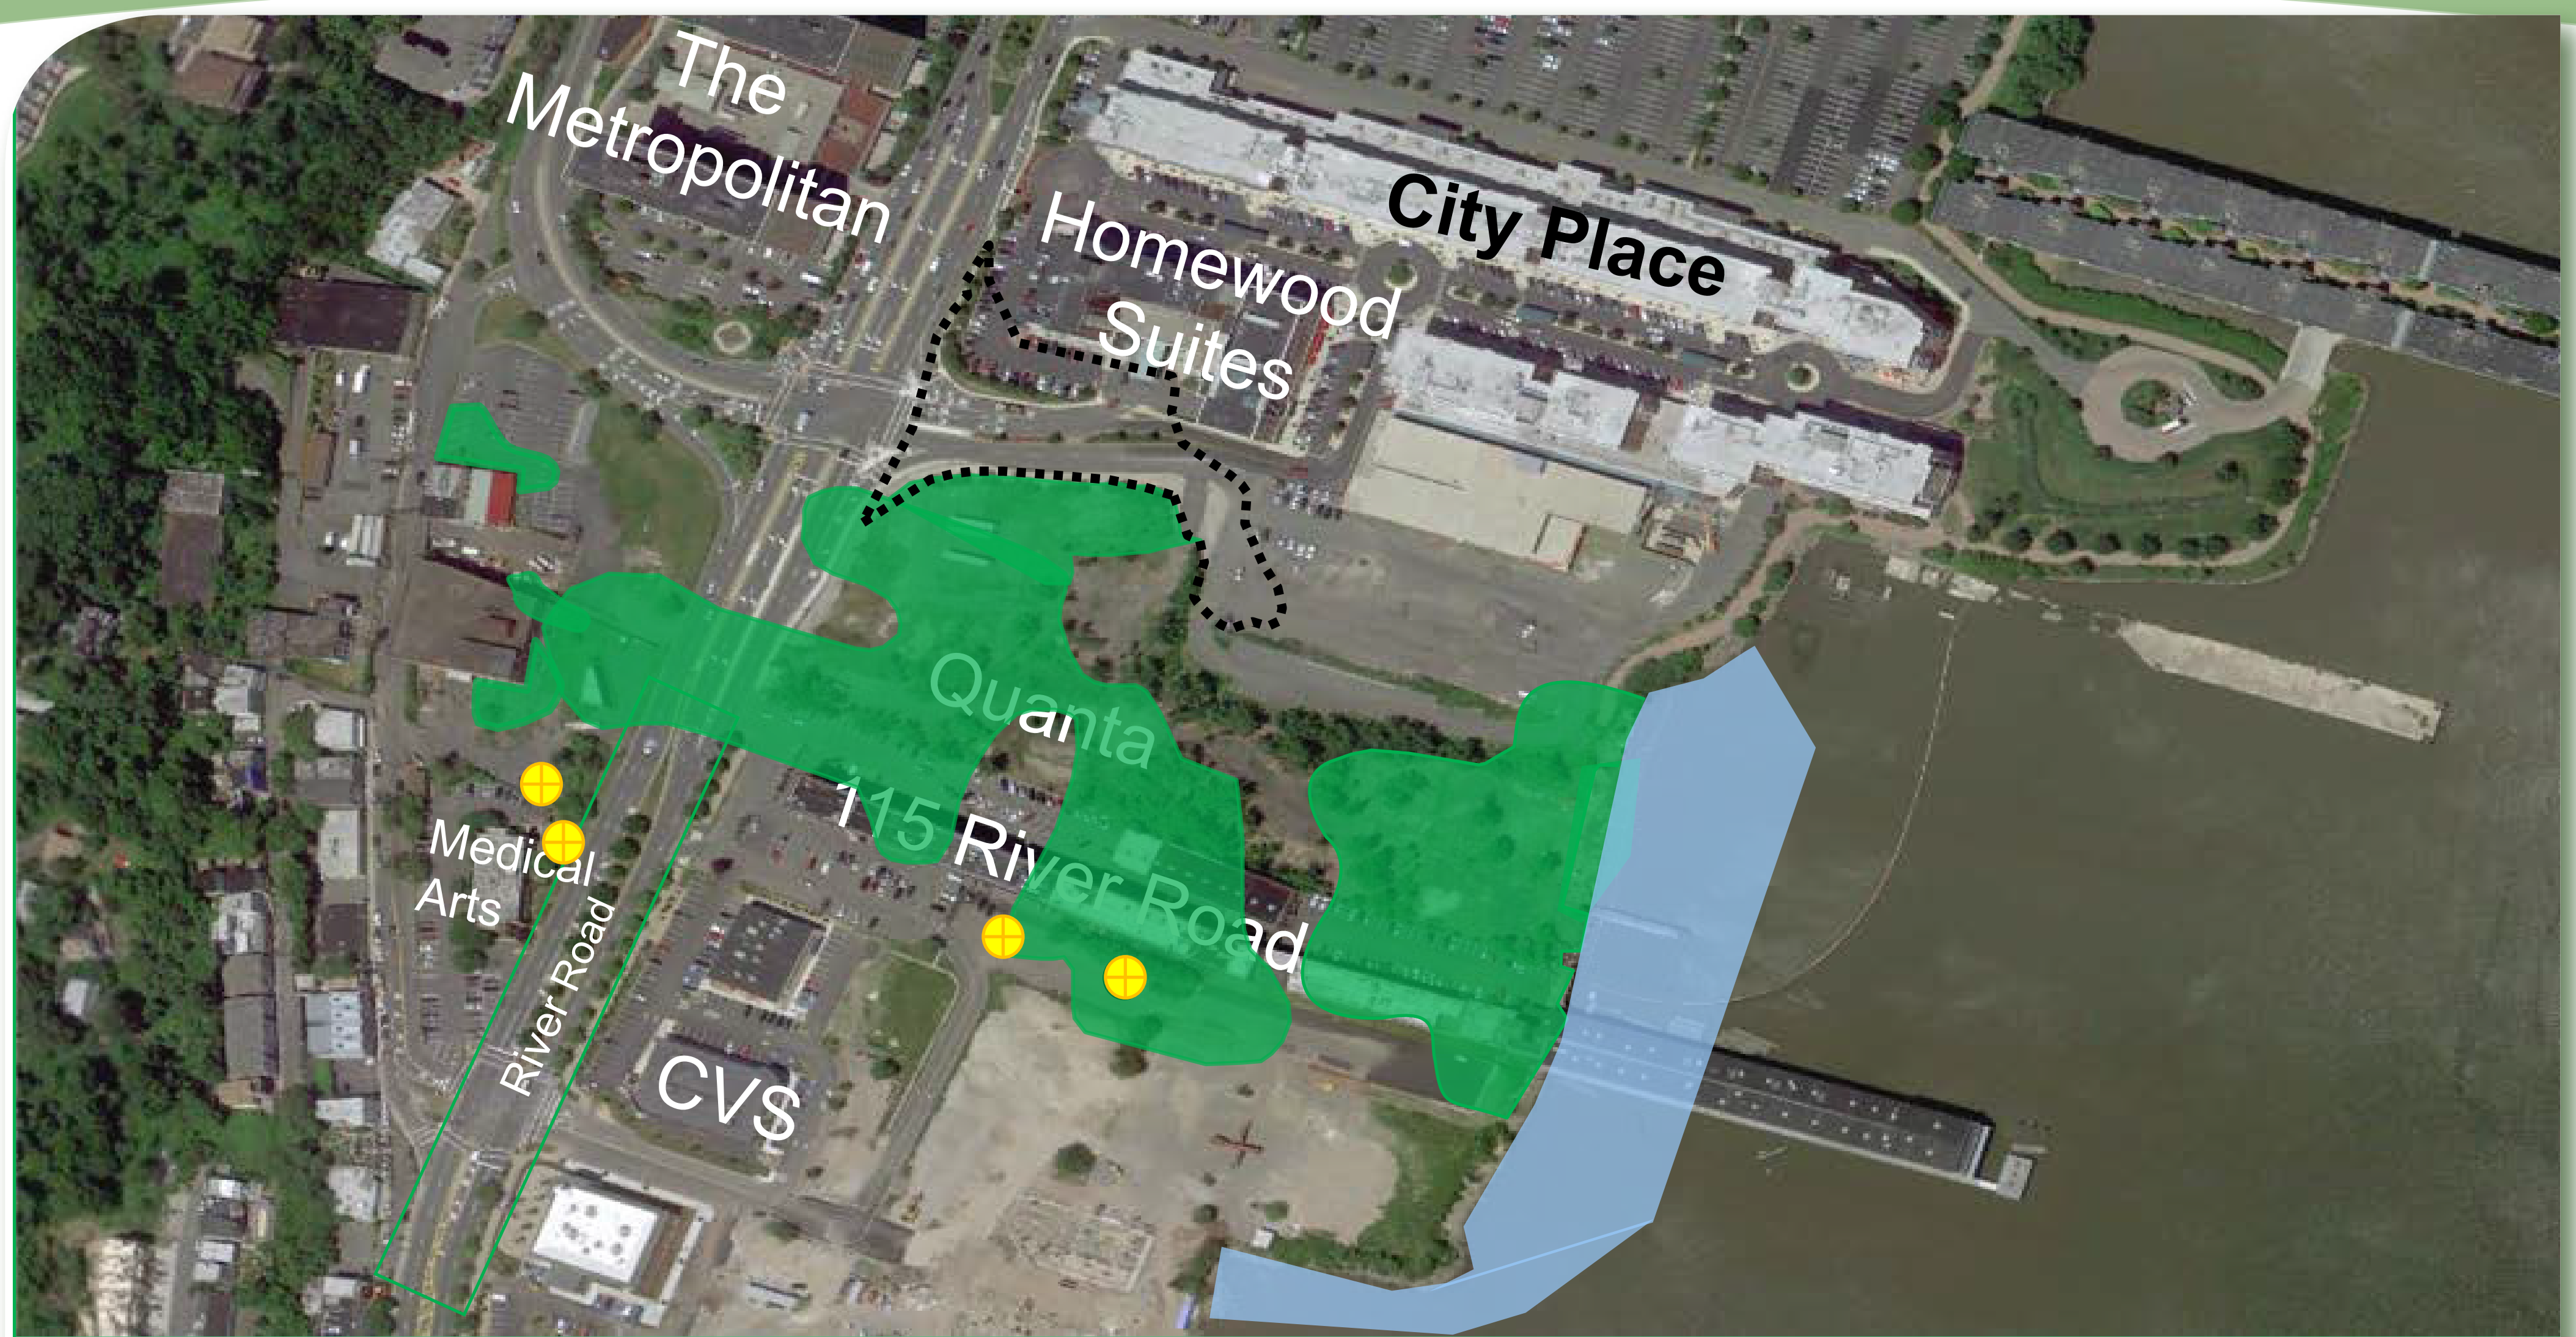 The
Metropolitan
Homewood
Suites
City Place
Quanta
115 River Road
Medical
Arts
River Road
CVS